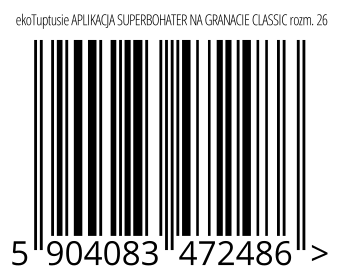 ekoTuptusie APLIKACJA SUPERBOHATER NA GRANACIE CLASSIC rozm. 26
5 904083 472486 >